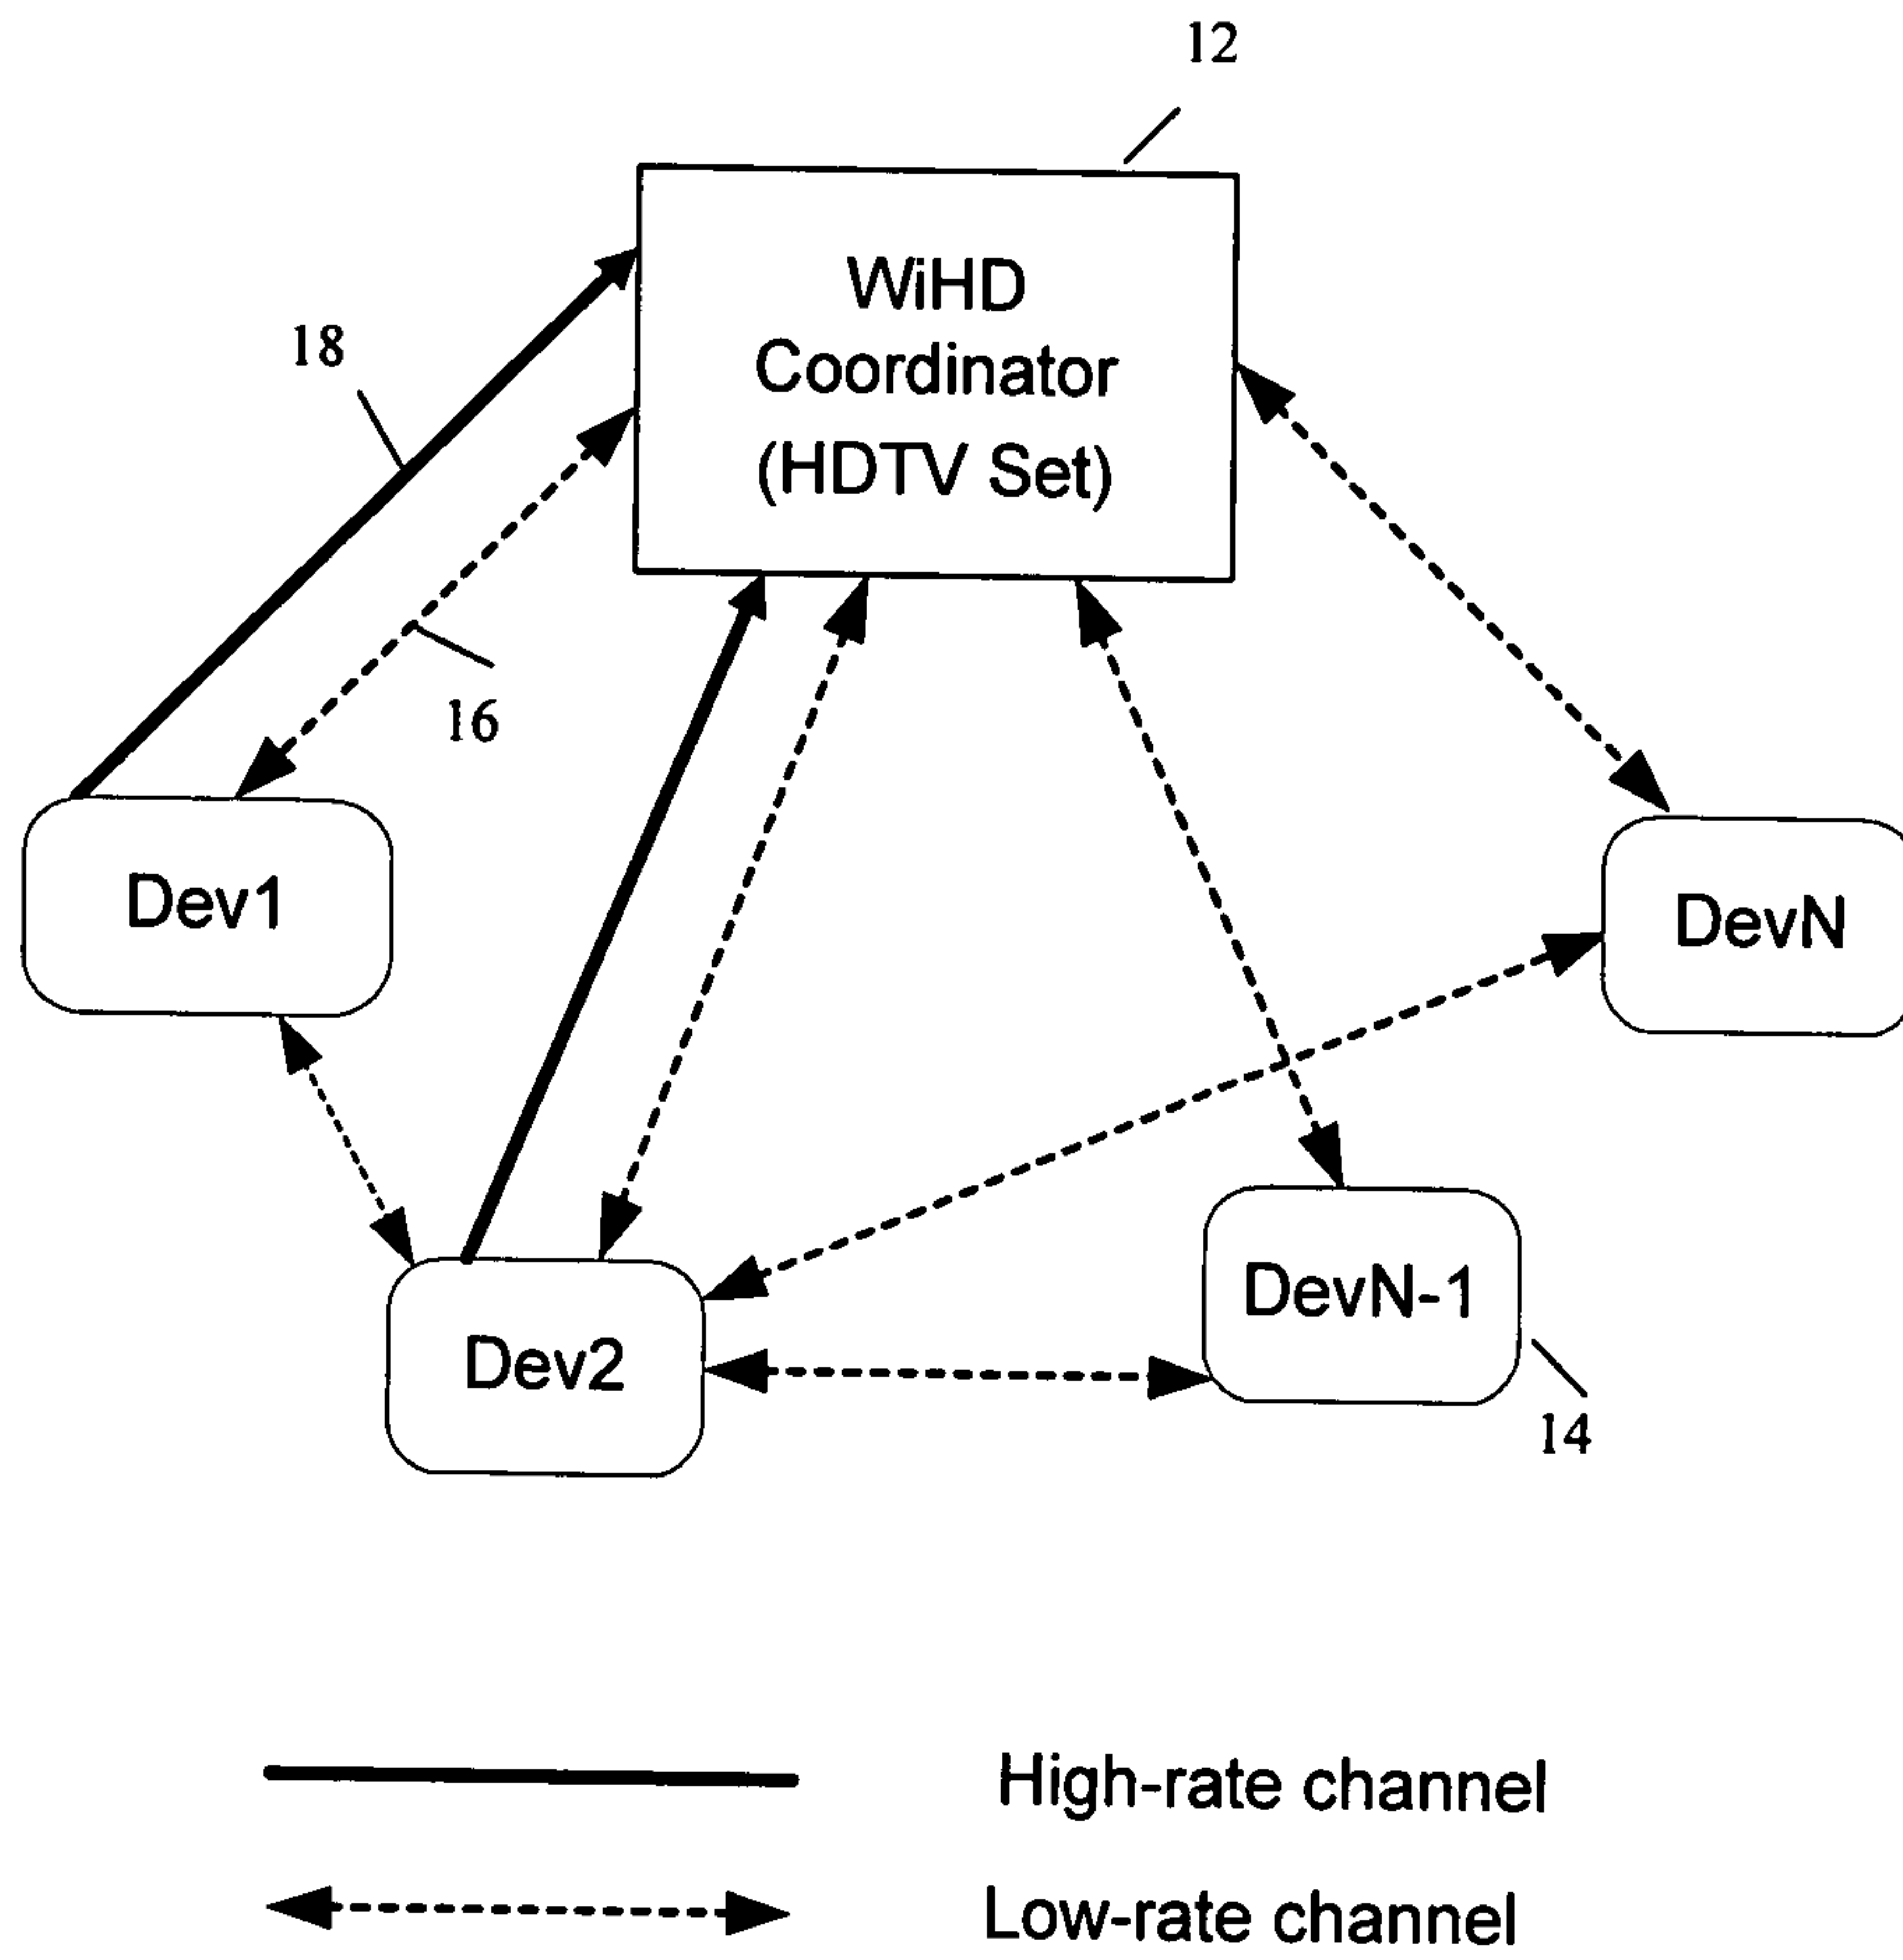 12
WiHD
Coordinator
(HDTV Set)
18
16
Dev1
DevN
DevN-1
Dev2
14
High-rate channel
Low-rate channel